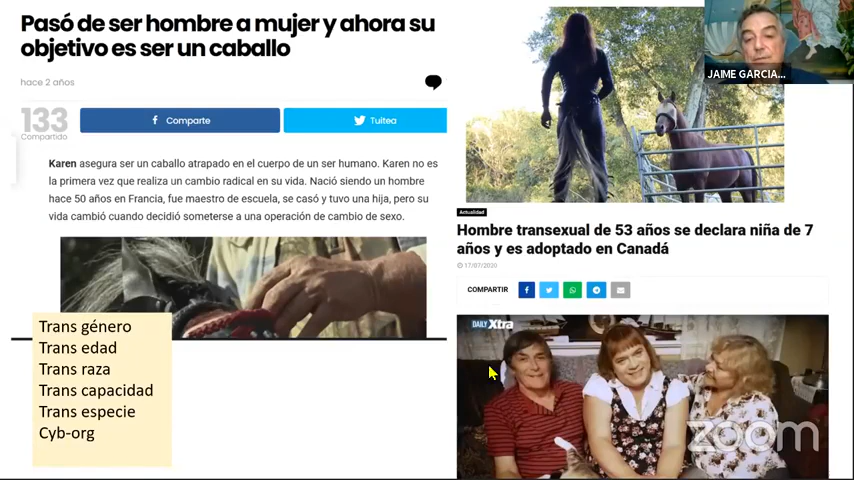 Pasó de ser hombre a mujer y ahora su
objetivo es ser un caballo
hace 2 años
133
Compartido
Comparte
Tuitea
Karen asegura ser un caballo atrapado en el cuerpo de un ser humano. Karen no es
la primera vez que realiza un cambio radical en su vida. Nació siendo un hombre
hace 50 años en Francia, fue maestro de escuela, se casó y tuvo una hija, pero su
vida cambió cuando decidió someterse a una operación de cambio de sexo.
Trans género
Trans edad
Trans raza
Trans capacidad
Trans especie
Cyb-org
JAIME GARCIA...
Actualidad
Hombre transexual de 53 años se declara niña de 7
años y es adoptado en Canadá
17/07/2020
COMPARTIR
DAILY Xtra
zoom